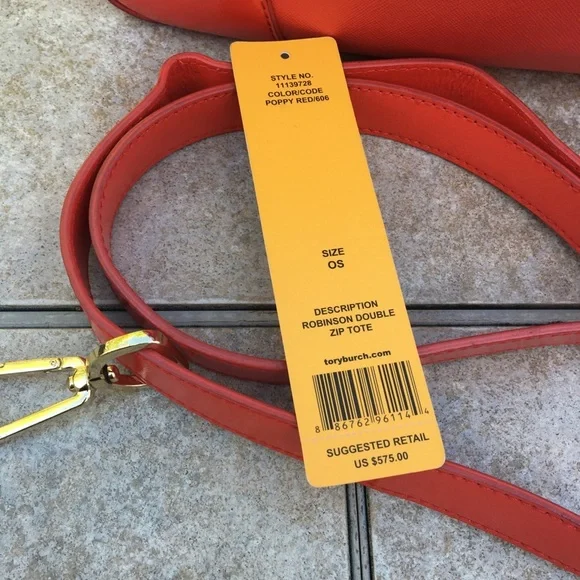 STYLE NO.
11139728
COLOR/CODE
POPPY RED/606
SIZE
OS
DESCRIPTION
ROBINSON DOUBLE
ZIP TOTE
toryburch.com
8 86762 96114 4
SUGGESTED RETAIL
US $575.00